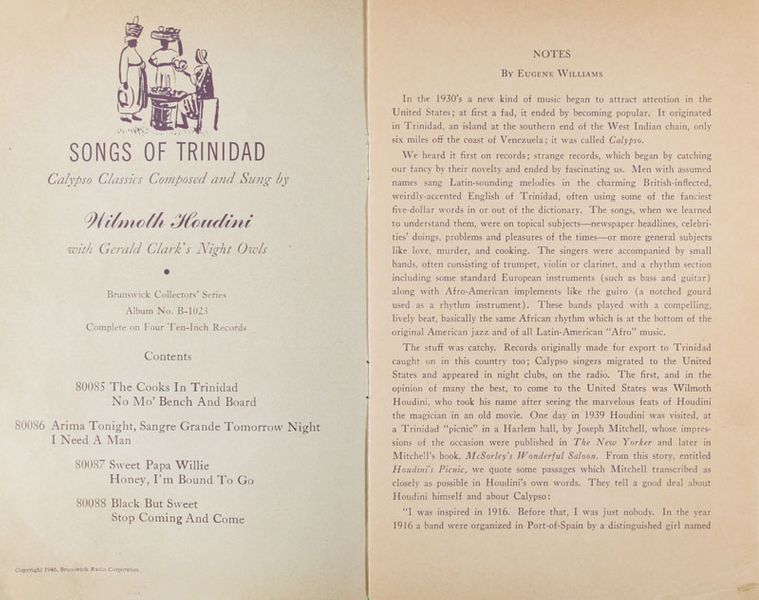 SONGS OF TRINIDAD
Calypso Classics Composed and Sung by
Wilmoth Houdini
with Gerald Clark's Night Owls
Brunswick Collectors' Series
Album No. B-1023
Complete on Four Ten-Inch Records
Contents
80085 The Cooks In Trinidad
No Mo' Bench And Board
80086 Arima Tonight, Sangre Grande Tomorrow Night
I Need A Man
80087 Sweet Papa Willie
Honey, I'm Bound To Go
80088 Black But Sweet
Stop Coming And Come
Copyright 1946, Brunswick Radio Corporation
NOTES
By Eugene Williams
In the 1930's a new kind of music began to attract attention in the
United States; at first a fad, it ended by becoming popular. It originated
in Trinidad, an island at the southern end of the West Indian chain, only
six miles off the coast of Venezuela; it was called Calypso.
We heard it first on records; strange records, which began by catching
our fancy by their novelty and ended by fascinating us. Men with assumed
names sang Latin-sounding melodies in the charming British-inflected,
weirdly-accented English of Trinidad, often using some of the fanciest
five-dollar words in or out of the dictionary. The songs, when we learned
to understand them, were on topical subjects—newspaper headlines, celebri-
ties' doings, problems and pleasures of the times—or more general subjects
like love, murder, and cooking. The singers were accompanied by small
bands, often consisting of trumpet, violin or clarinet, and a rhythm section
including some standard European instruments (such as bass and guitar)
along with Afro-American implements like the guiro (a notched gourd
used as a rhythm instrument). These bands played with a compelling,
lively beat, basically the same African rhythm which is at the bottom of the
original American jazz and of all Latin-American "Afro" music.
The stuff was catchy. Records originally made for export to Trinidad
caught on in this country too; Calypso singers migrated to the United
States and appeared in night clubs, on the radio. The first, and in the
opinion of many the best, to come to the United States was Wilmoth
Houdini, who took his name after seeing the marvelous feats of Houdini
the magician in an old movie. One day in 1939 Houdini was visited, at
a Trinidad "picnic" in a Harlem hall, by Joseph Mitchell, whose impres-
sions of the occasion were published in The New Yorker and later in
Mitchell's book, McSorley's Wonderful Saloon. From this story, entitled
Houdini's Picnic, we quote some passages which Mitchell transcribed as
closely as possible in Houdini's own words. They tell a good deal about
Houdini himself and about Calypso:
"I was inspired in 1916. Before that, I was just nobody. In the year
1916 a band were organized in Port-of-Spain by a distinguished girl named